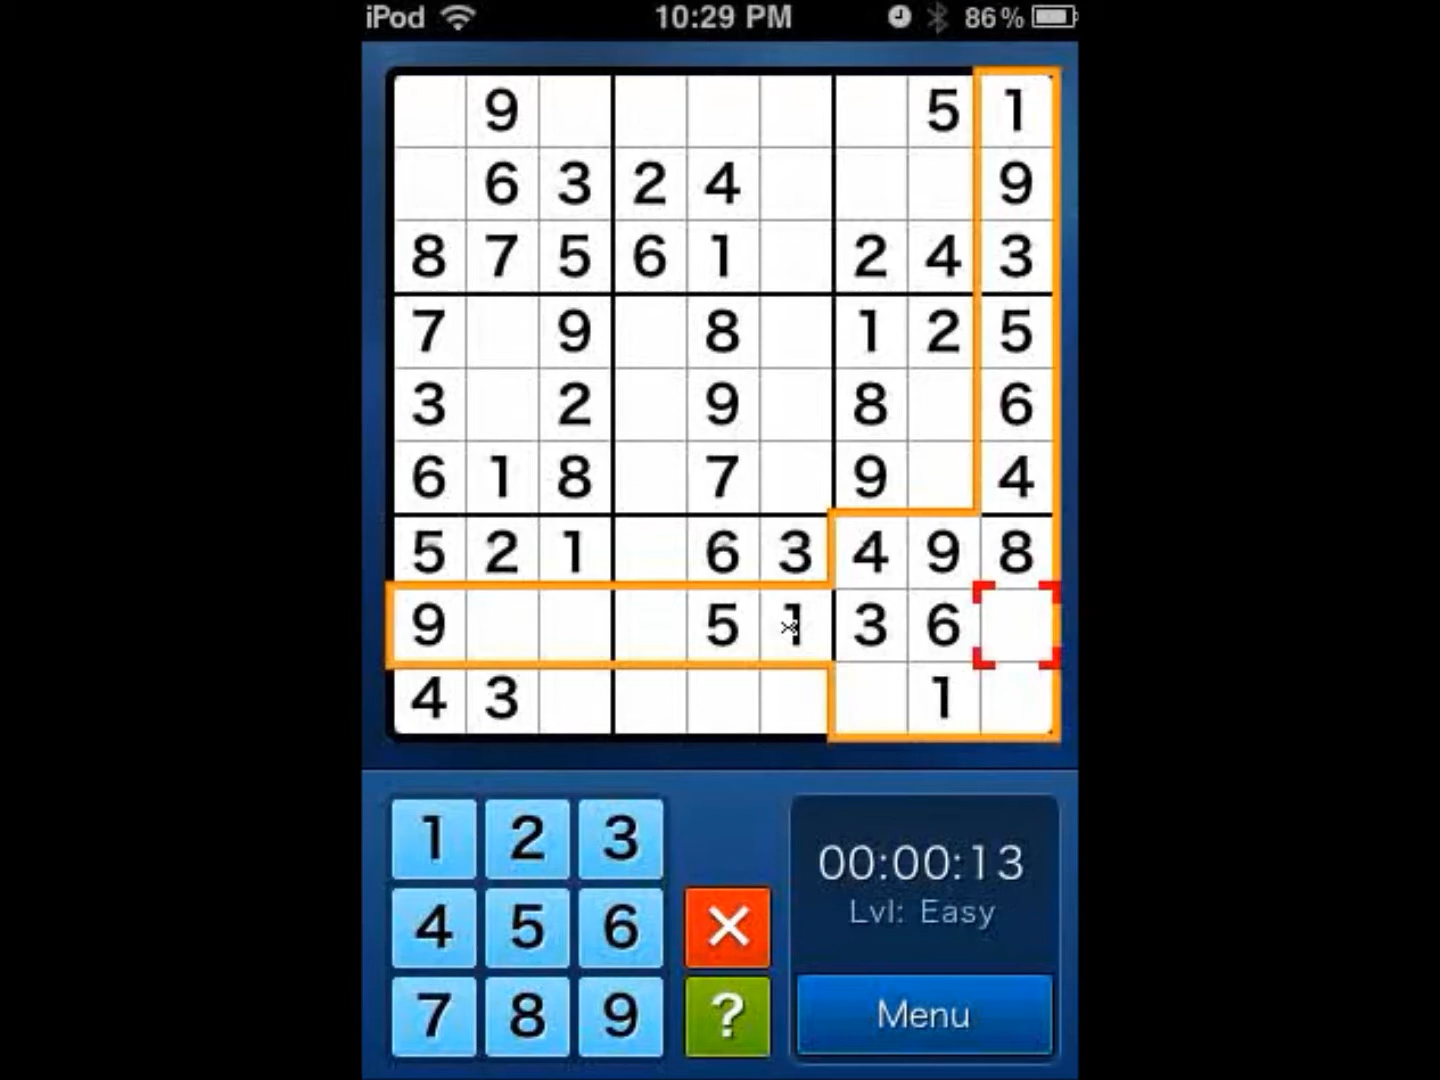 iPod 10:29 PM 86%
9 5 1
6 3 2 4 9
8 7 5 6 1 2 4 3
7 9 8 1 2 5
3 2 9 8 6
6 1 8 7 9 4
5 2 1 6 3 4 9 8
9 5 1 3 6
4 3 1
1 2 3
4 5 6 ×
7 8 9 ?
00:00:13
Lvl: Easy
Menu